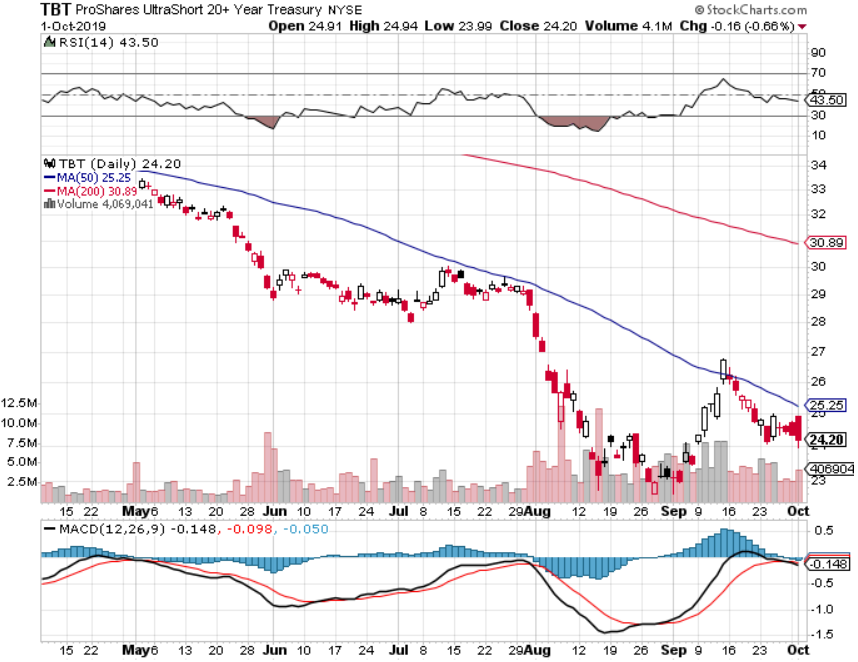 TBT ProShares UltraShort 20+ Year Treasury NYSE © StockCharts.com
1-Oct-2019 Open 24.91 High 24.94 Low 23.99 Close 24.20 Volume 4.1M Chg -0.16 (-0.66%)
RSI(14) 43.50
90
70
50
43.50
30
10
TBT (Daily) 24.20
MA(50) 25.25
MA(200) 30.89
Volume 4,069,041
34
33
32
30.89
30
29
28
27
26
25.25
25
24.20
406904
23
12.5M
10.0M
7.5M
5.0M
2.5M
15 22 May 6 13 20 28 Jun 10 17 24 Jul 8 15 22 29 Aug 12 19 26 Sep 9 16 23 Oct
MACD(12,26,9) -0.148, -0.098, -0.050
0.5
-0.148
-0.5
-1.0
-1.5
15 22 May 6 13 20 28 Jun 10 17 24 Jul 8 15 22 29 Aug 12 19 26 Sep 9 16 23 Oct